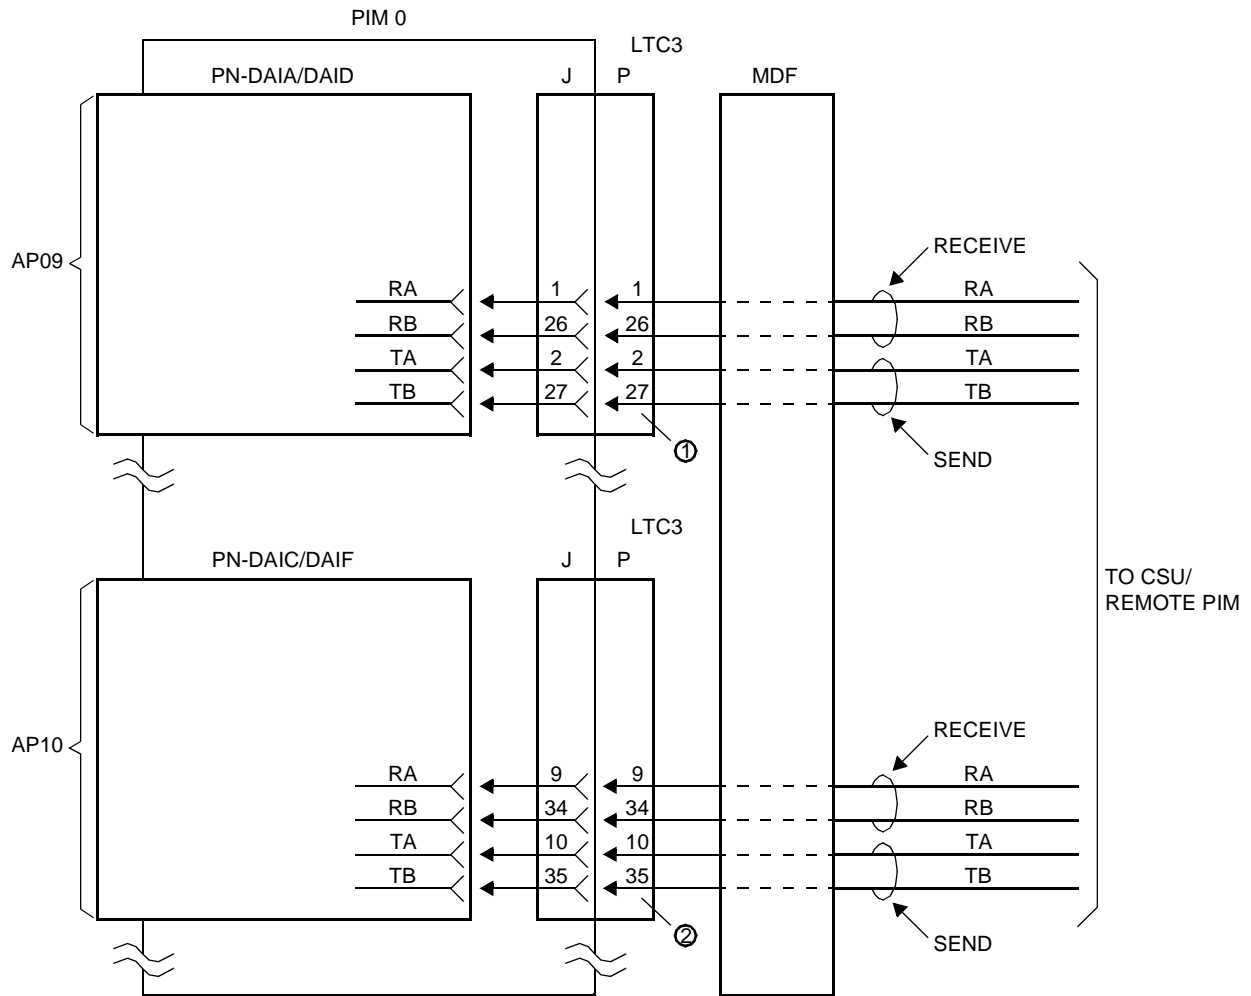 PIM 0
LTC3
PN-DAIA/DAID J P MDF
AP09
RECEIVE
RA 1 1 RA
RB 26 26 RB
TA 2 2 TA
TB 27 27 TB
①
SEND
LTC3
PN-DAIC/DAIF J P
TO CSU/
REMOTE PIM
AP10
RECEIVE
RA 9 9 RA
RB 34 34 RB
TA 10 10 TA
TB 35 35 TB
②
SEND